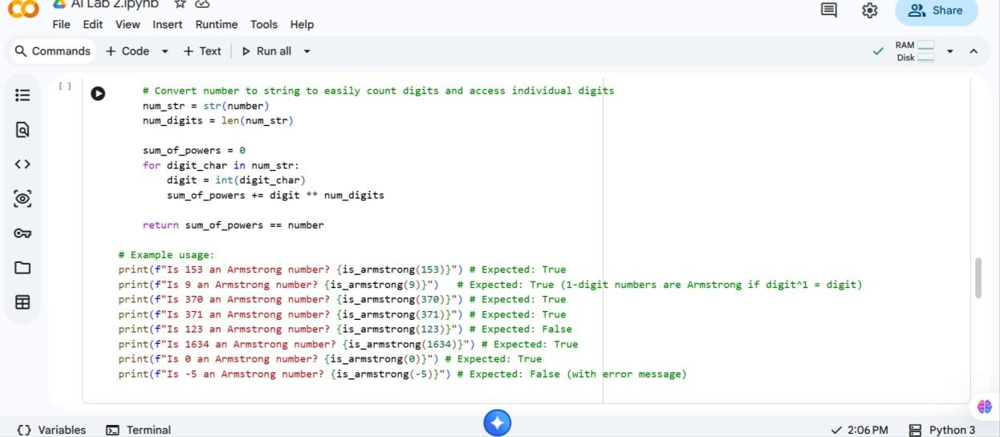 AI Lab 2.ipynb
File Edit View Insert Runtime Tools Help
Share
Commands + Code + Text Run all
RAM
Disk
[ ]
# Convert number to string to easily count digits and access individual digits
num_str = str(number)
num_digits = len(num_str)
sum_of_powers = 0
for digit_char in num_str:
digit = int(digit_char)
sum_of_powers += digit ** num_digits
return sum_of_powers == number
# Example usage:
print(f"Is 153 an Armstrong number? {is_armstrong(153)}") # Expected: True
print(f"Is 9 an Armstrong number? {is_armstrong(9)}") # Expected: True (1-digit numbers are Armstrong if digit^1 = digit)
print(f"Is 370 an Armstrong number? {is_armstrong(370)}") # Expected: True
print(f"Is 371 an Armstrong number? {is_armstrong(371)}") # Expected: True
print(f"Is 123 an Armstrong number? {is_armstrong(123)}") # Expected: False
print(f"Is 1634 an Armstrong number? {is_armstrong(1634)}") # Expected: True
print(f"Is 0 an Armstrong number? {is_armstrong(0)}") # Expected: True
print(f"Is -5 an Armstrong number? {is_armstrong(-5)}") # Expected: False (with error message)
{} Variables Terminal 2:06 PM Python 3